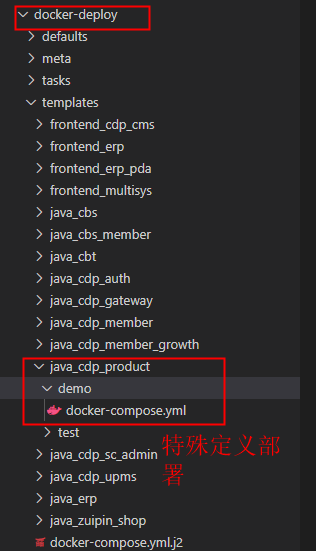 docker-deploy
defaults
meta
tasks
templates
frontend_cdp_cms
frontend_erp
frontend_erp_pda
frontend_multisys
java_cbs
java_cbs_member
java_cbt
java_cdp_auth
java_cdp_gateway
java_cdp_member
java_cdp_member_growth
java_cdp_product
demo
docker-compose.yml
test
特殊定义部
署
java_cdp_sc_admin
java_cdp_upms
java_erp
java_zuipin_shop
docker-compose.yml.j2